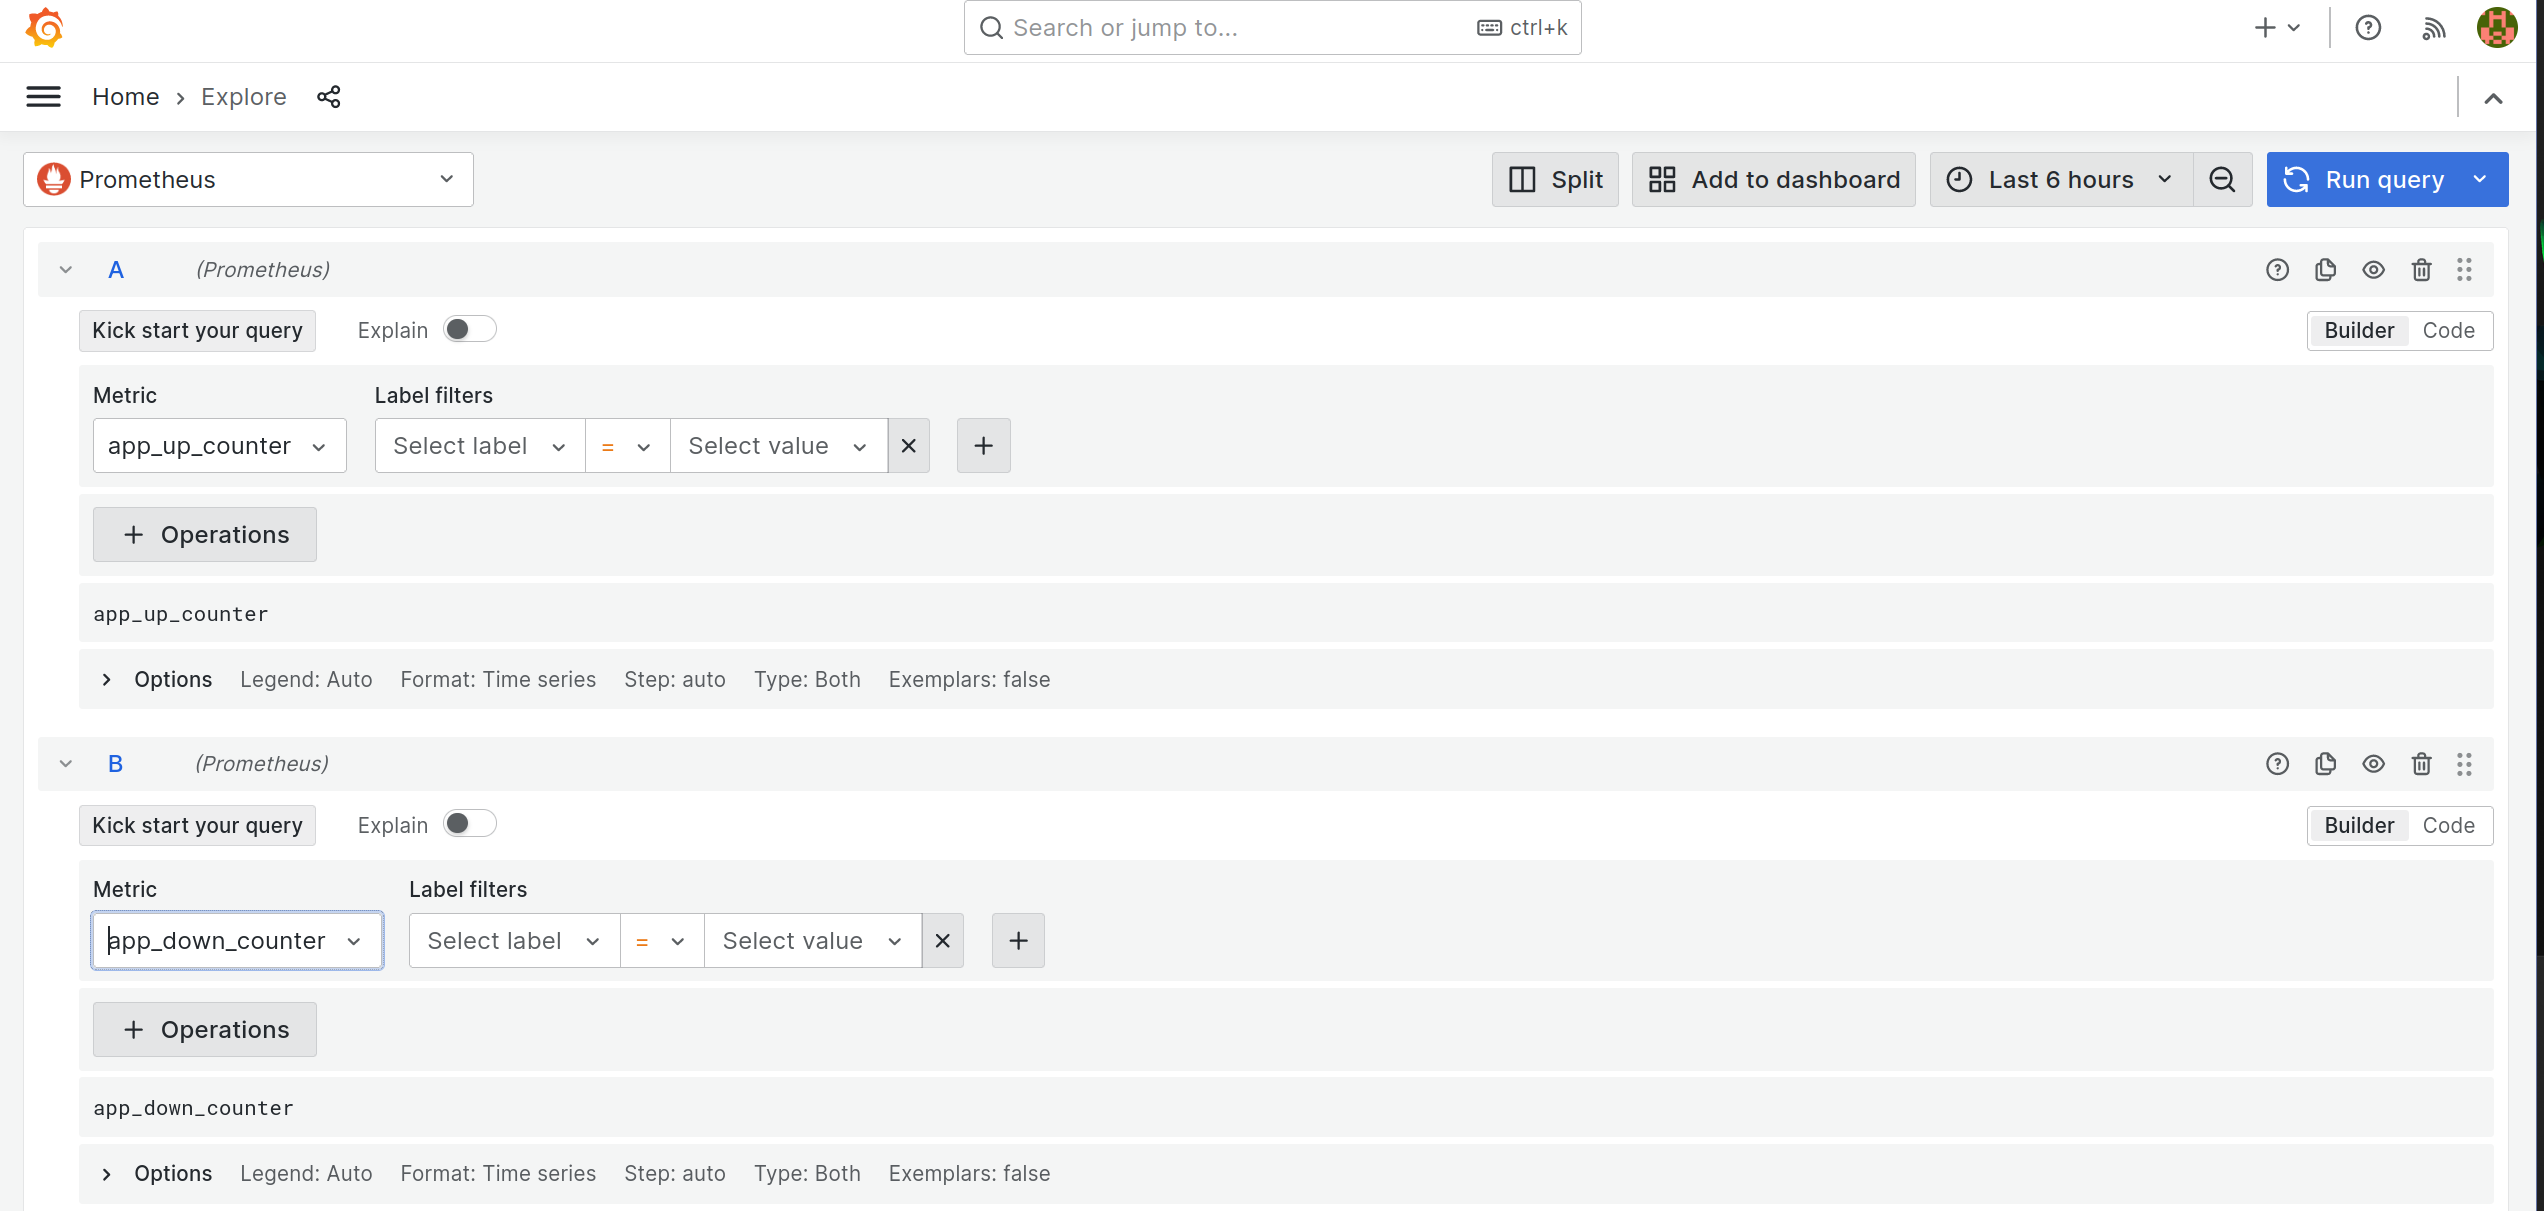 Search or jump to... ctrl+k
Home Explore
Prometheus Split Add to dashboard Last 6 hours Run query
A (Prometheus)
Kick start your query Explain Builder Code
Metric Label filters
app_up_counter Select label = Select value
Operations
app_up_counter
Options Legend: Auto Format: Time series Step: auto Type: Both Exemplars: false
B (Prometheus)
Kick start your query Explain Builder Code
Metric Label filters
app_down_counter Select label = Select value
Operations
app_down_counter
Options Legend: Auto Format: Time series Step: auto Type: Both Exemplars: false